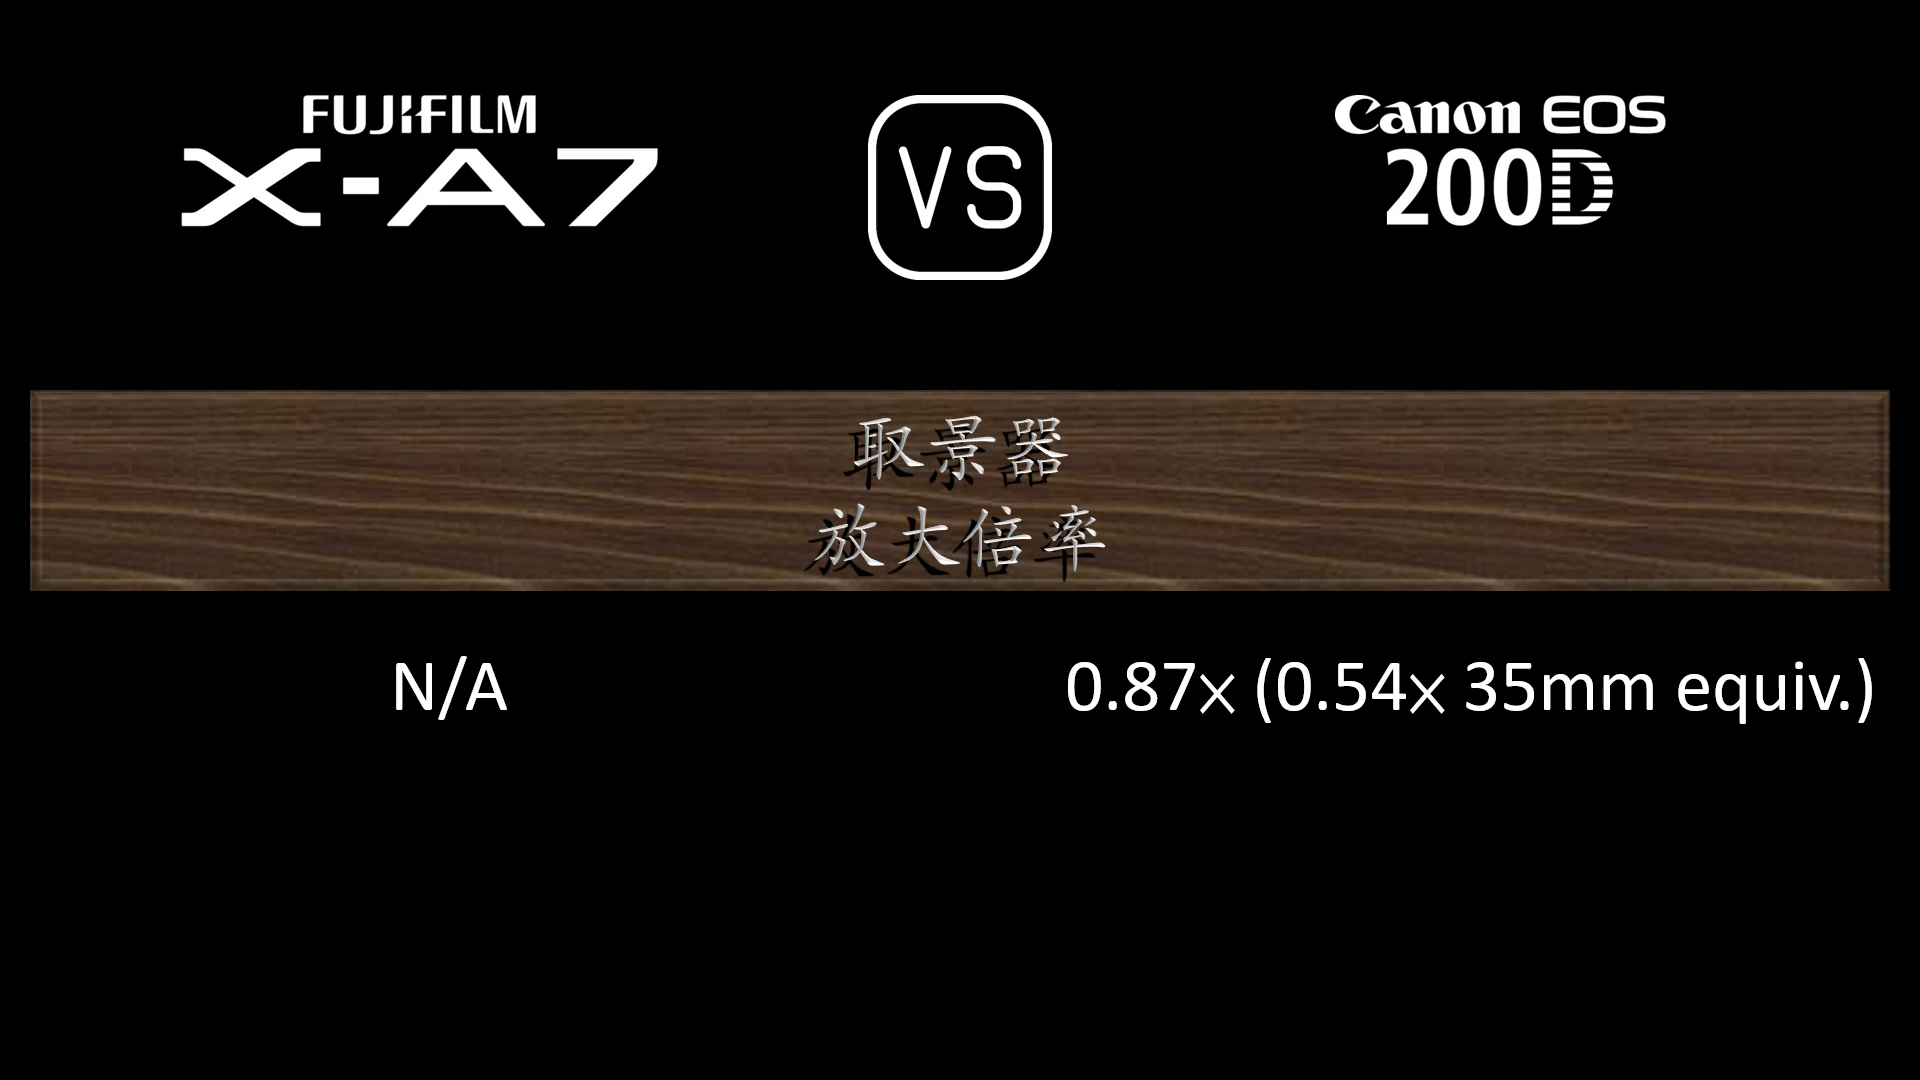 FUJIFILM
X-A7
VS
Canon EOS
200D
取景器
放大倍率
N/A
0.87× (0.54× 35mm equiv.)